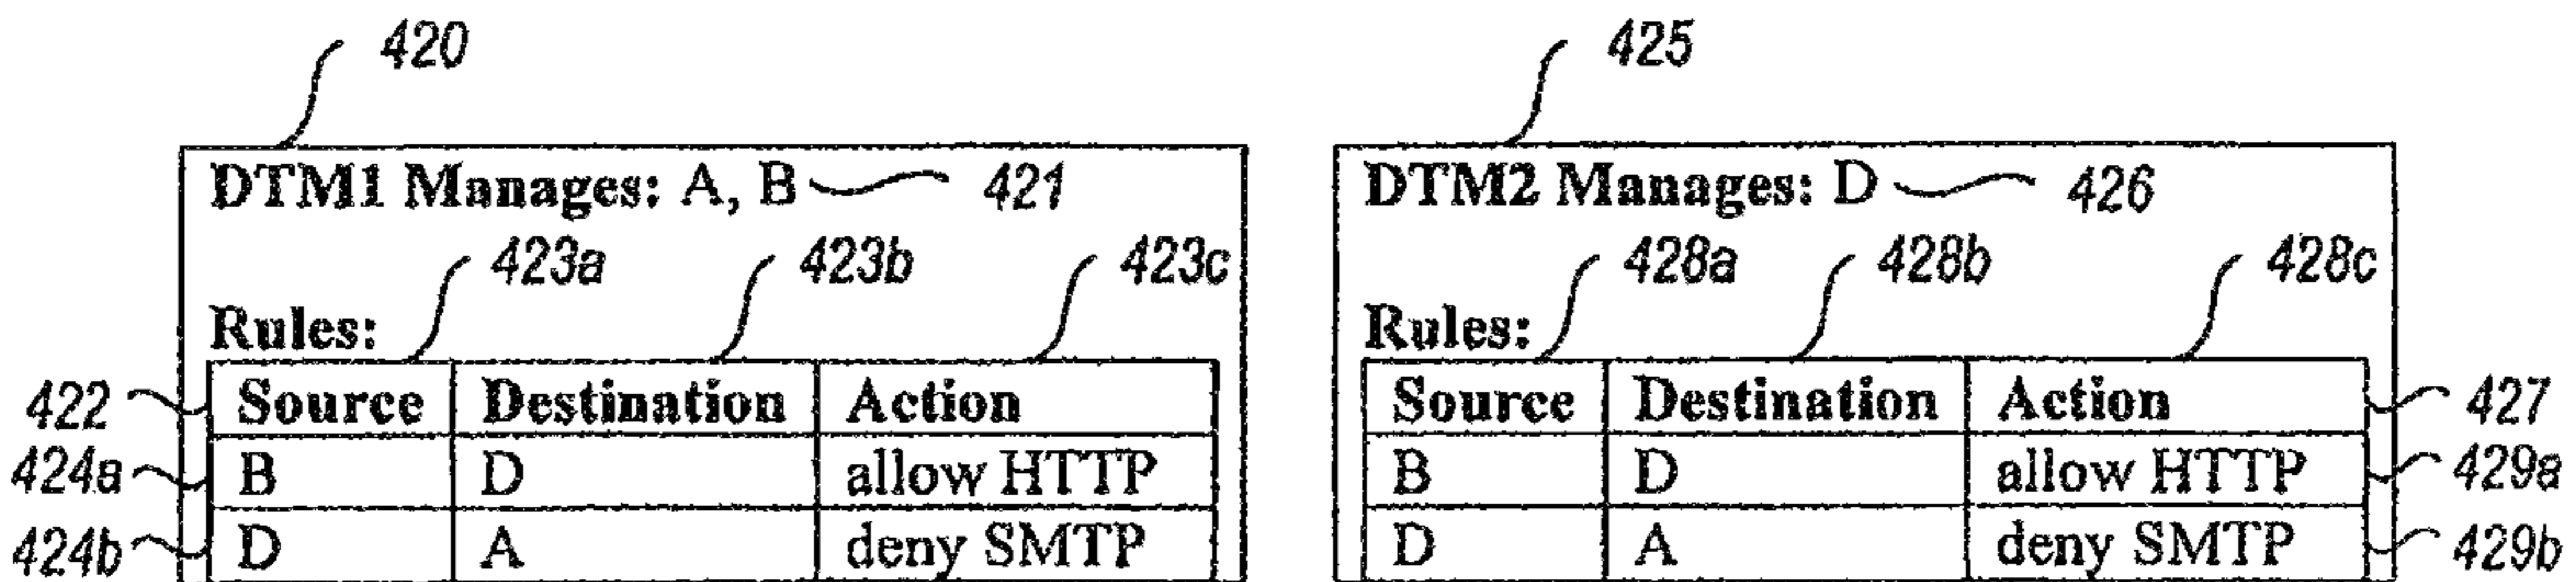 420
DTM1 Manages: A, B 421
423a 423b 423c
Rules:
422 Source Destination Action
424a B D allow HTTP
424b D A deny SMTP
425
DTM2 Manages: D 426
428a 428b 428c
Rules:
Source Destination Action 427
B D allow HTTP 429a
D A deny SMTP 429b